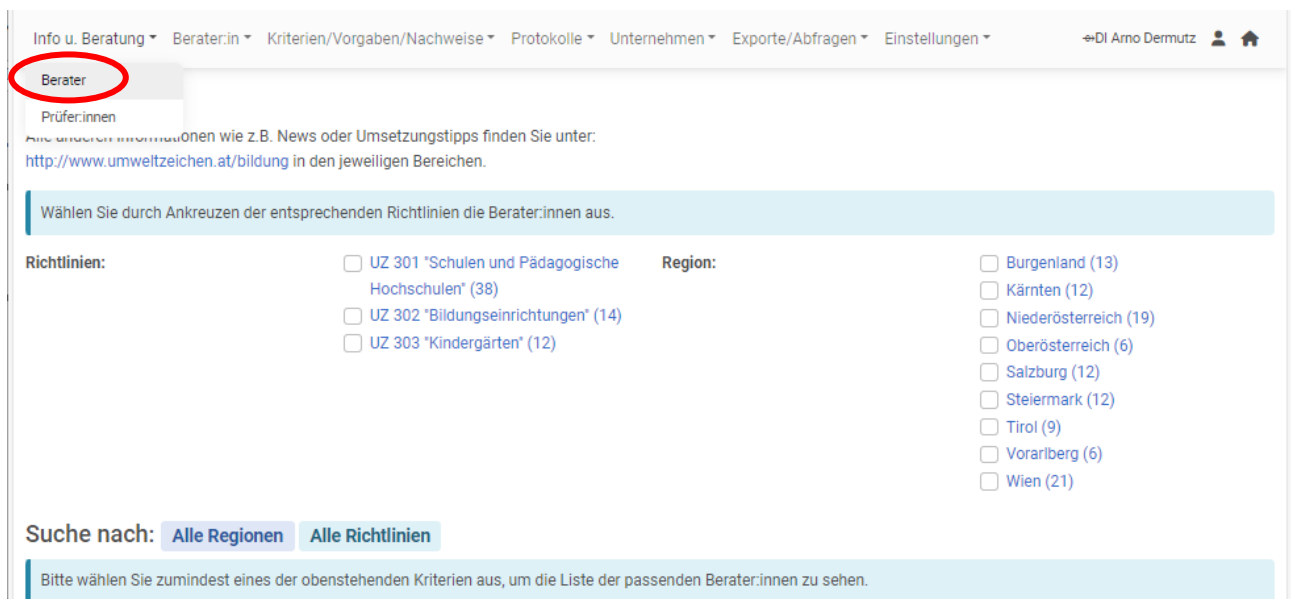 Info u. Beratung Berater:in Kriterien/Vorgaben/Nachweise Protokolle Unternehmen Exporte/Abfragen Einstellungen DI Arno Dermutz
Berater
Prüfer:innen
Alle anderen Informationen wie z.B. News oder Umsetzungstipps finden Sie unter:
http://www.umweltzeichen.at/bildung in den jeweiligen Bereichen.
Wählen Sie durch Ankreuzen der entsprechenden Richtlinien die Berater:innen aus.
Richtlinien:
UZ 301 "Schulen und Pädagogische
Hochschulen" (38)
UZ 302 "Bildungseinrichtungen" (14)
UZ 303 "Kindergärten" (12)
Region:
Burgenland (13)
Kärnten (12)
Niederösterreich (19)
Oberösterreich (6)
Salzburg (12)
Steiermark (12)
Tirol (9)
Vorarlberg (6)
Wien (21)
Suche nach: Alle Regionen Alle Richtlinien
Bitte wählen Sie zumindest eines der obenstehenden Kriterien aus, um die Liste der passenden Berater:innen zu sehen.